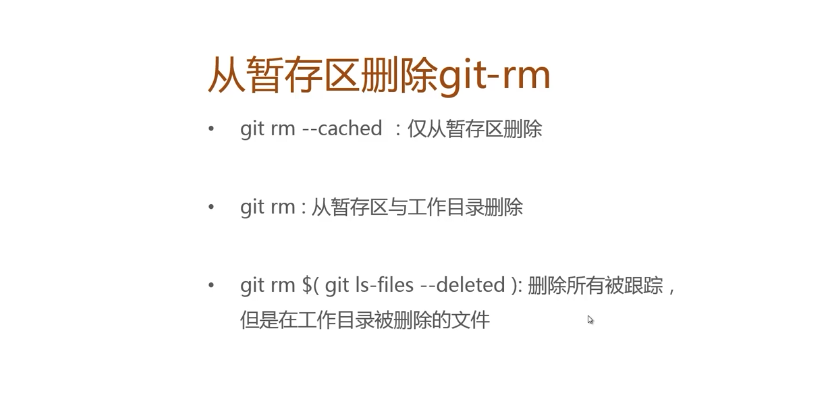 从暂存区删除git-rm
• git rm --cached ：仅从暂存区删除
• git rm : 从暂存区与工作目录删除
• git rm $( git ls-files --deleted ): 删除所有被跟踪，
但是在工作目录被删除的文件